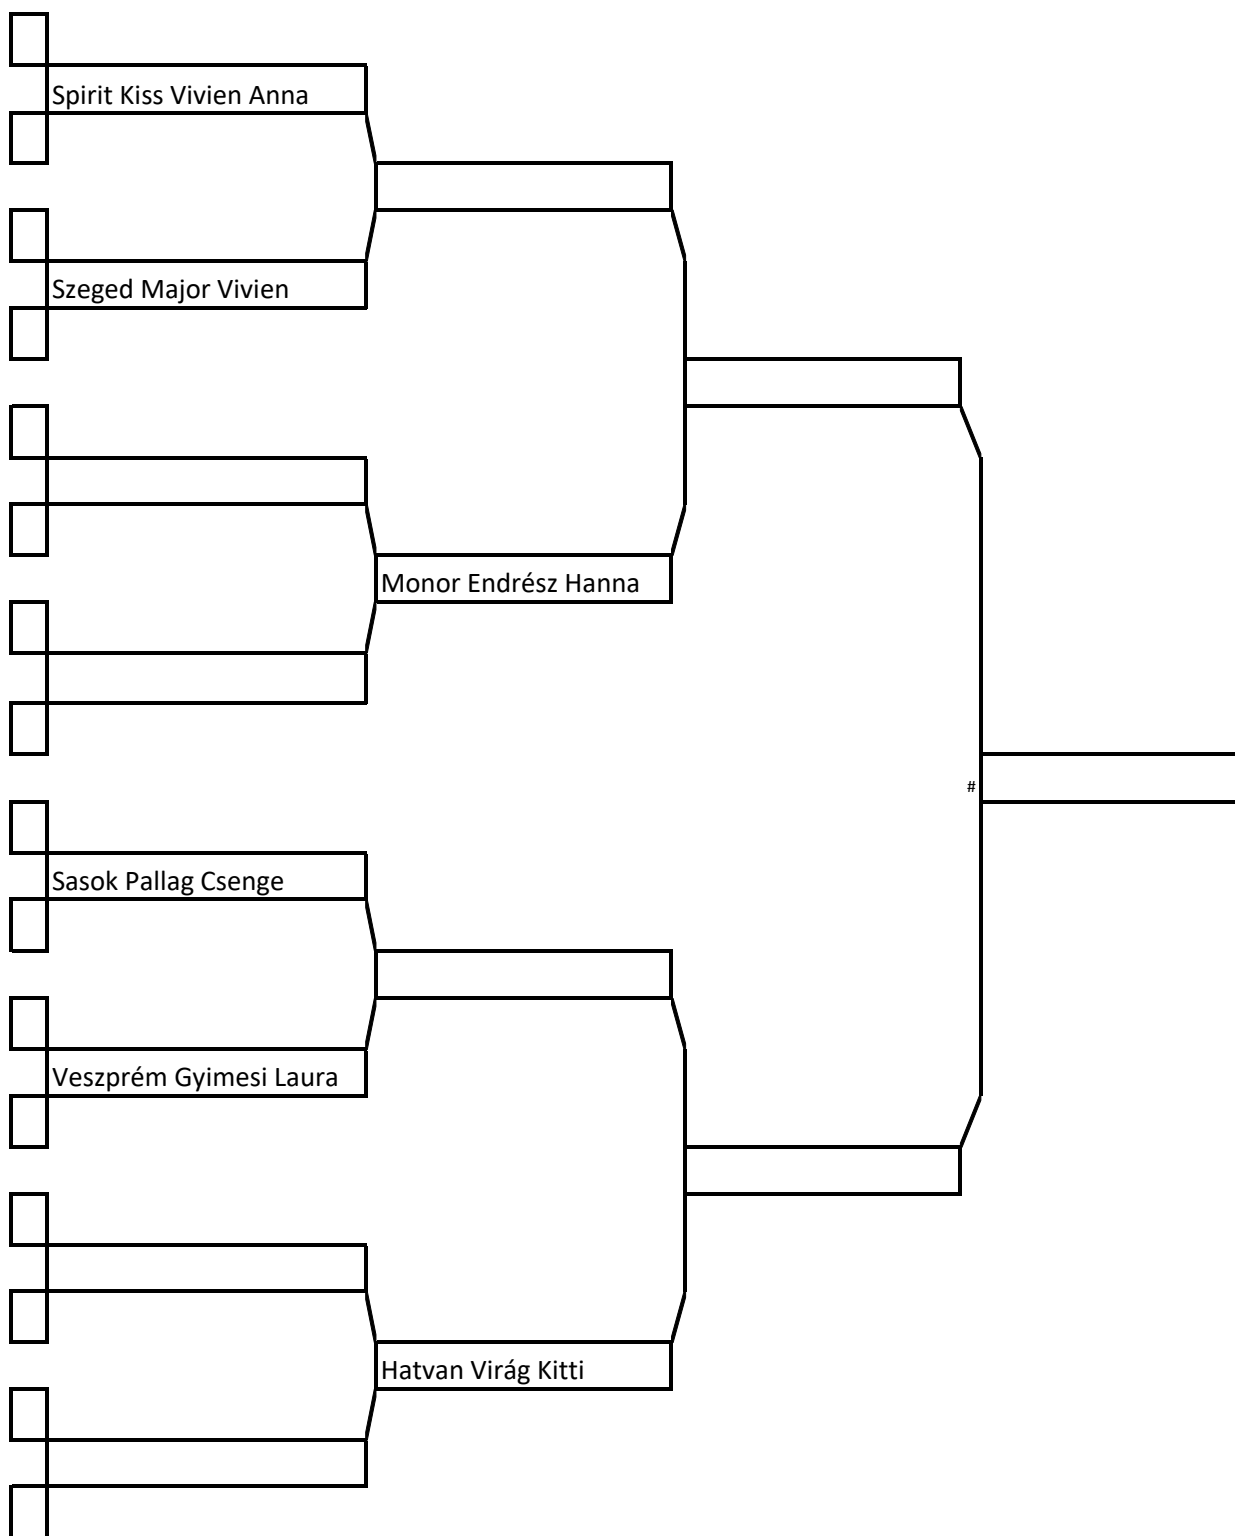 Spirit Kiss Vivien Anna
Szeged Major Vivien
Monor Endrész Hanna
#
Sasok Pallag Csenge
Veszprém Gyimesi Laura
Hatvan Virág Kitti